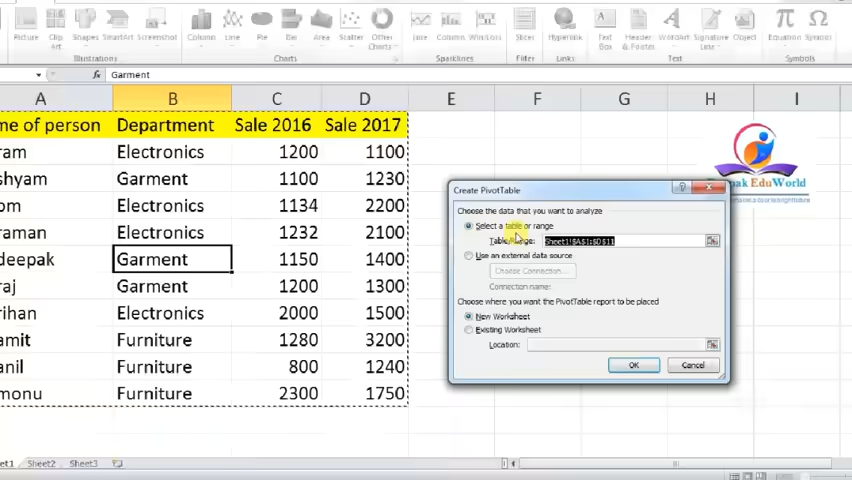 Picture Clip Art Shapes SmartArt Screenshot Column Line Pie Bar Area Scatter Other Charts Line Column Win/Loss Slicer Hyperlink Text Box Header & Footer WordArt Signature Line Object Equation Symbol
Illustrations Charts Sparklines Filter Links Text Symbols
fx Garment
A B C D E F G H I
me of person Department Sale 2016 Sale 2017
ram Electronics 1200 1100
shyam Garment 1100 1230
om Electronics 1134 2200
raman Electronics 1232 2100
deepak Garment 1150 1400
raj Garment 1200 1300
rihan Electronics 2000 1500
amit Furniture 1280 3200
anil Furniture 800 1240
monu Furniture 2300 1750
pak EduWorld
Create PivotTable
Choose the data that you want to analyze
Select a table or range
Table/Range: Sheet1!$A$1:$D$11
Use an external data source
Choose Connection...
Connection name:
Choose where you want the PivotTable report to be placed
New Worksheet
Existing Worksheet
Location:
OK Cancel
et1 Sheet2 Sheet3